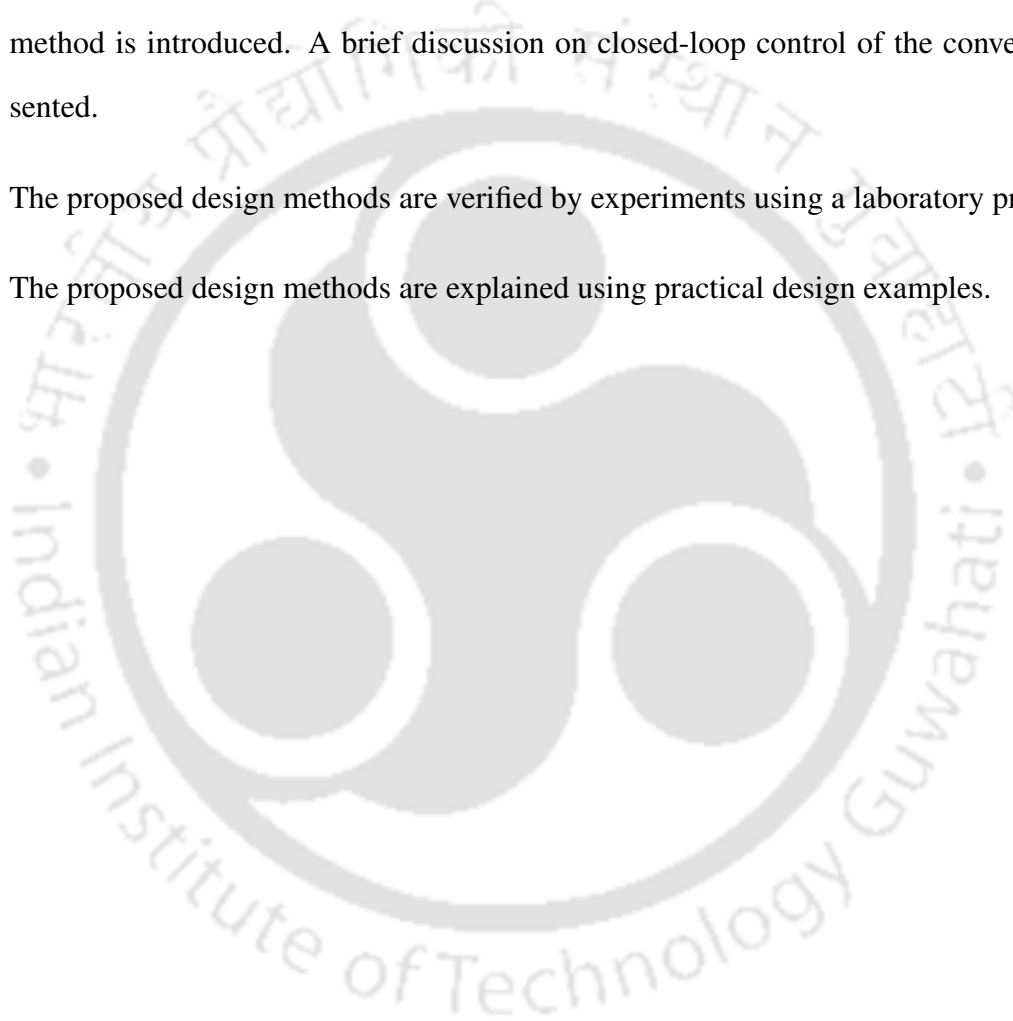 method is introduced. A brief discussion on closed-loop control of the conve
sented.
The proposed design methods are verified by experiments using a laboratory pr
The proposed design methods are explained using practical design examples.
भारतीय प्रौद्योगिकी संस्थान गुवाहाटी
• Indian Institute of Technology Guwahati •